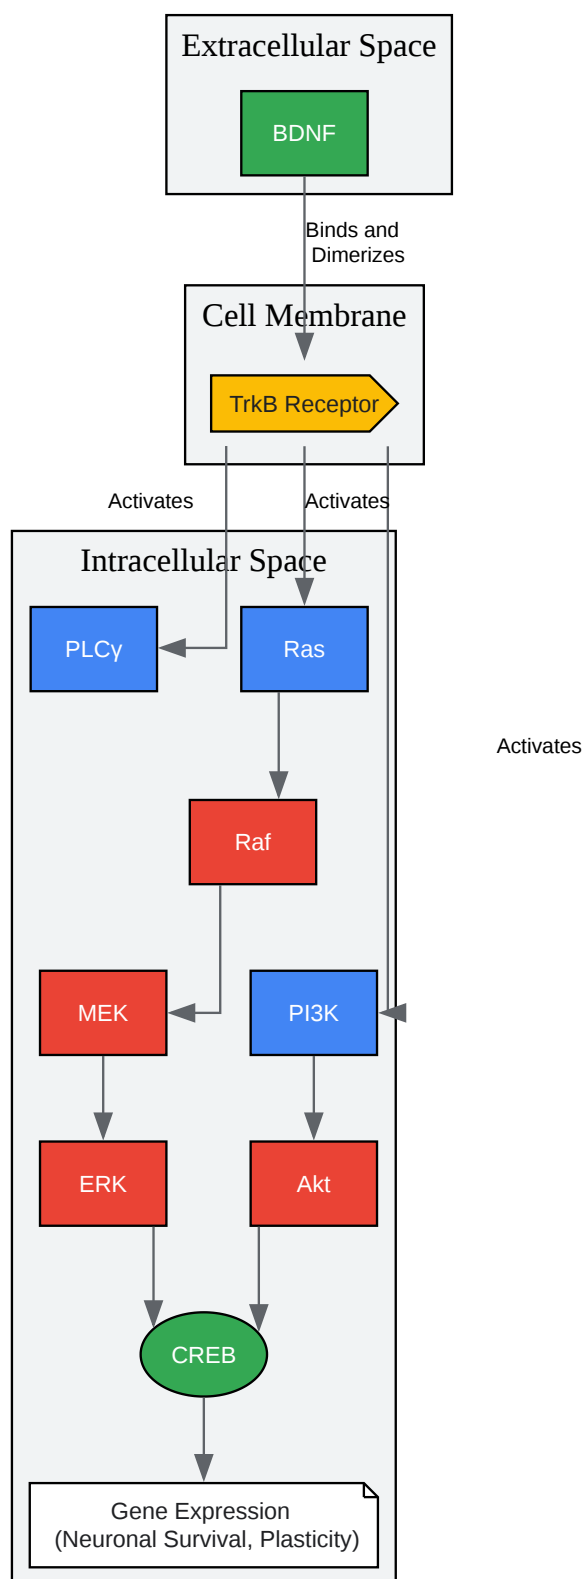 Extracellular Space
BDNF
Binds and
Dimerizes
Cell Membrane
TrkB Receptor
Activates
Activates
Intracellular Space
PLCγ
Ras
Activates
Raf
MEK
PI3K
ERK
Akt
CREB
Gene Expression
(Neuronal Survival, Plasticity)